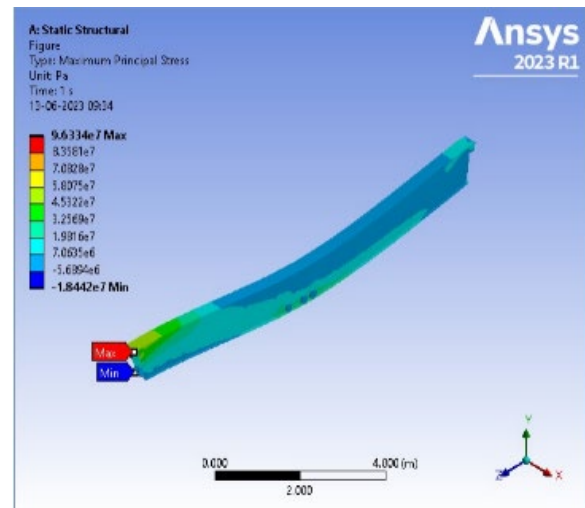 A: Static Structural
Figure
Type: Maximum Principal Stress
Unit: Pa
Time: 1 s
13-06-2023 09:34
Ansys
2023 R1
9.6334e7 Max
8.3581e7
7.0828e7
5.8075e7
4.5322e7
3.2569e7
1.9816e7
7.0635e6
-5.6894e6
-1.8442e7 Min
Max
Min
0.000
4.000 (m)
2.000
Y
Z
X